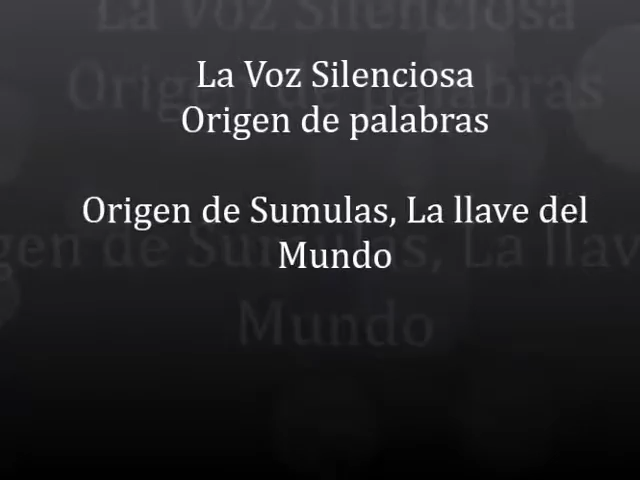 La Voz Silenciosa
Origen de palabras
Origen de Sumulas, La llave del
Mundo